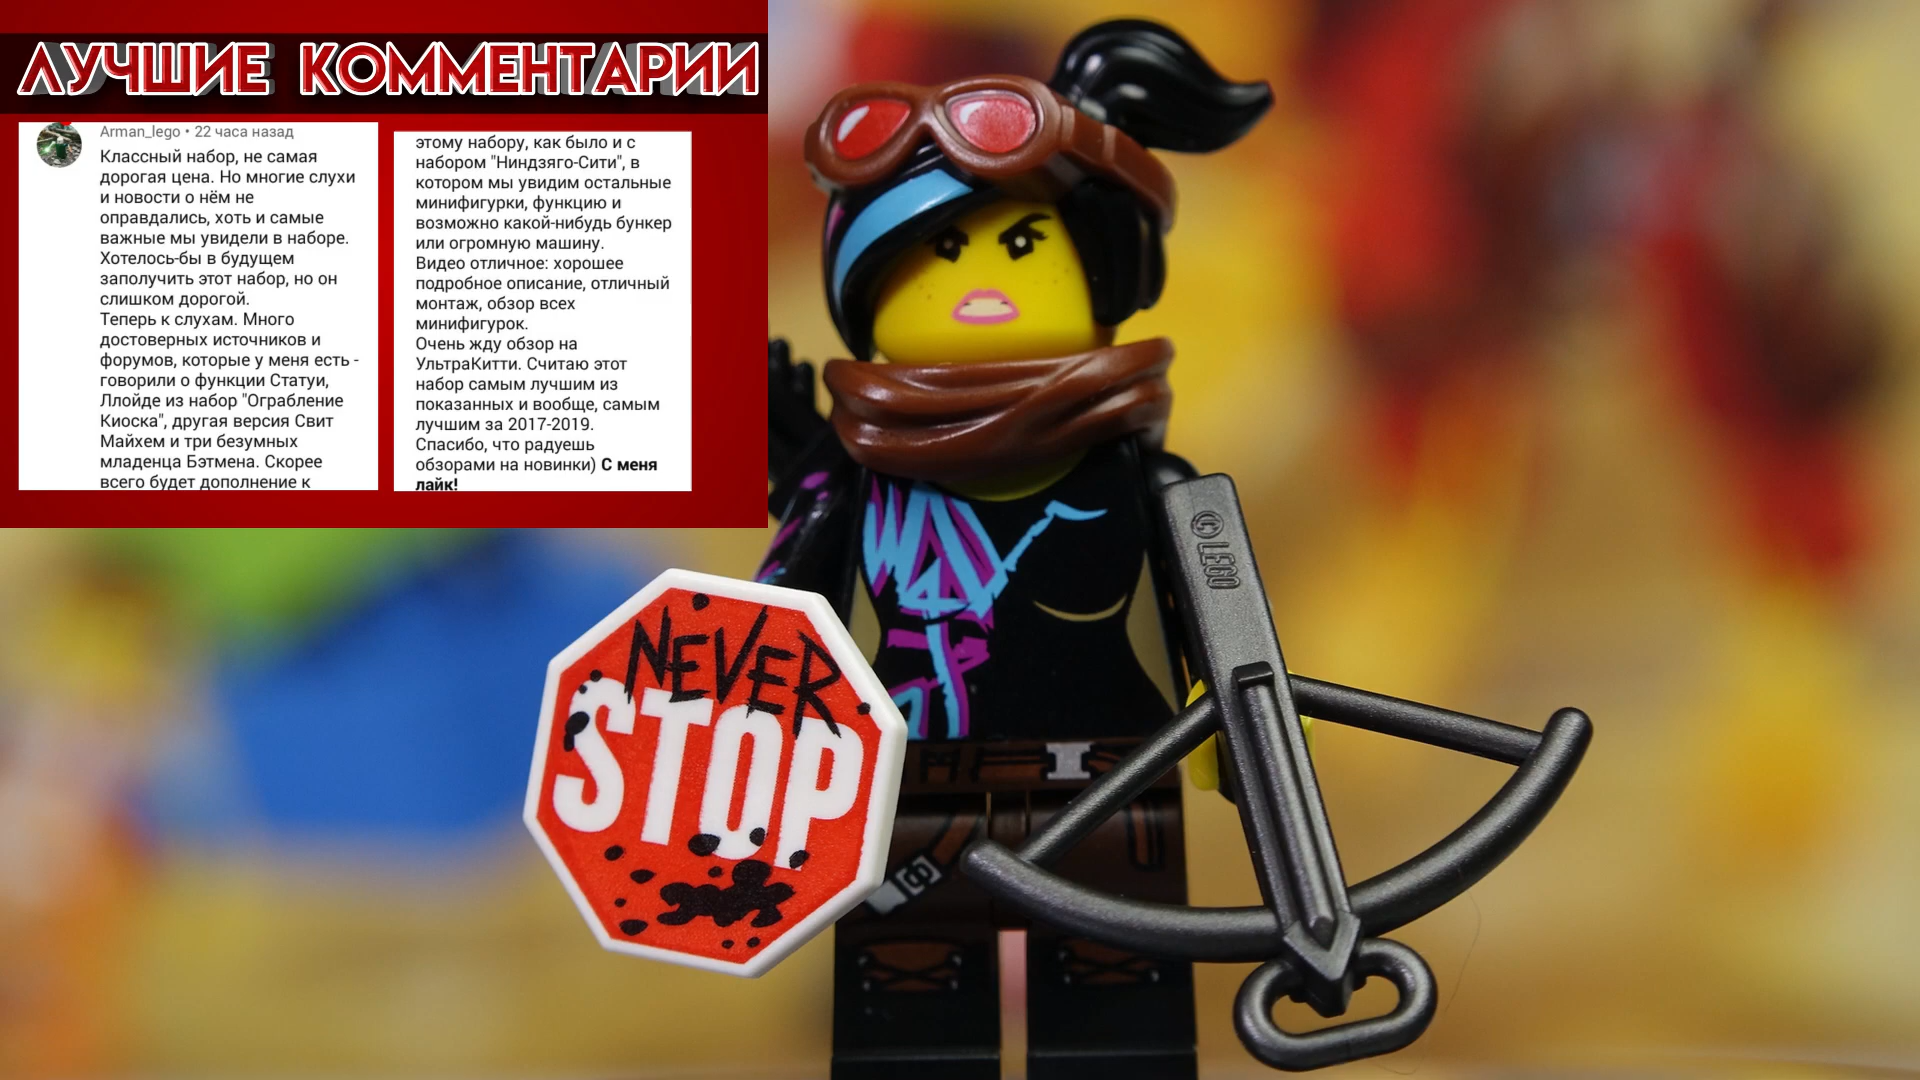 ЛУЧШИЕ КОММЕНТАРИИ
Arman_lego • 22 часа назад
Классный набор, не самая
дорогая цена. Но многие слухи
и новости о нём не
оправдались, хоть и самые
важные мы увидели в наборе.
Хотелось-бы в будущем
заполучить этот набор, но он
слишком дорогой.
Теперь к слухам. Много
достоверных источников и
форумов, которые у меня есть -
говорили о функции Статуи,
Ллойде из набор "Ограбление
Киоска", другая версия Свит
Майхем и три безумных
младенца Бэтмена. Скорее
всего будет дополнение к
этому набору, как было и с
набором "Ниндзяго-Сити", в
котором мы увидим остальные
минифигурки, функцию и
возможно какой-нибудь бункер
или огромную машину.
Видео отличное: хорошее
подробное описание, отличный
монтаж, обзор всех
минифигурок.
Очень жду обзор на
УльтраКитти. Считаю этот
набор самым лучшим из
показанных и вообще, самым
лучшим за 2017-2019.
Спасибо, что радуешь
обзорами на новинки) С меня
лайк!
© LEGO
NEVER
STOP